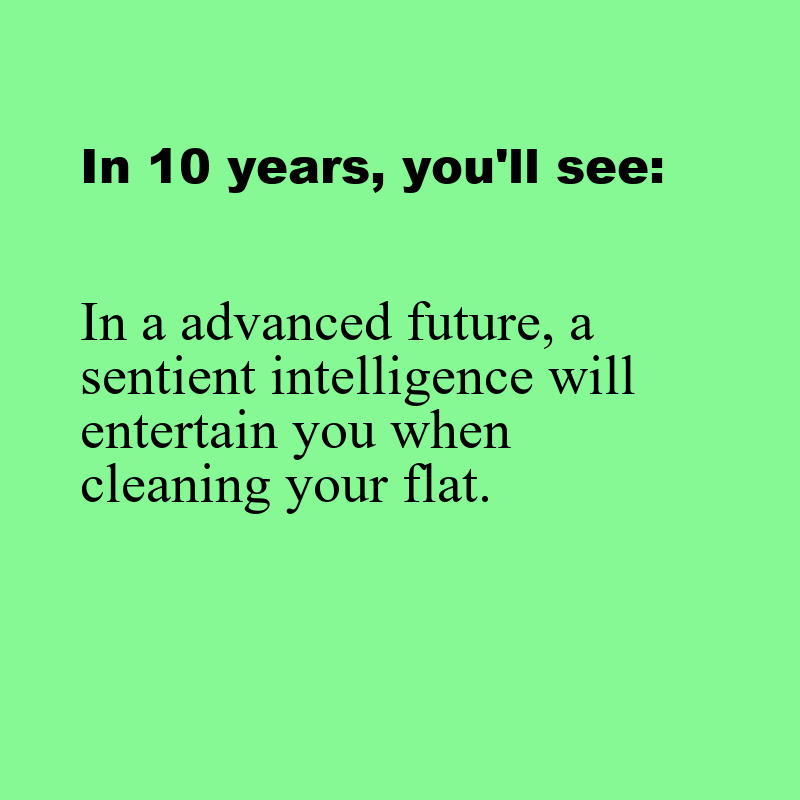 In 10 years, you'll see:
In a advanced future, a
sentient intelligence will
entertain you when
cleaning your flat.